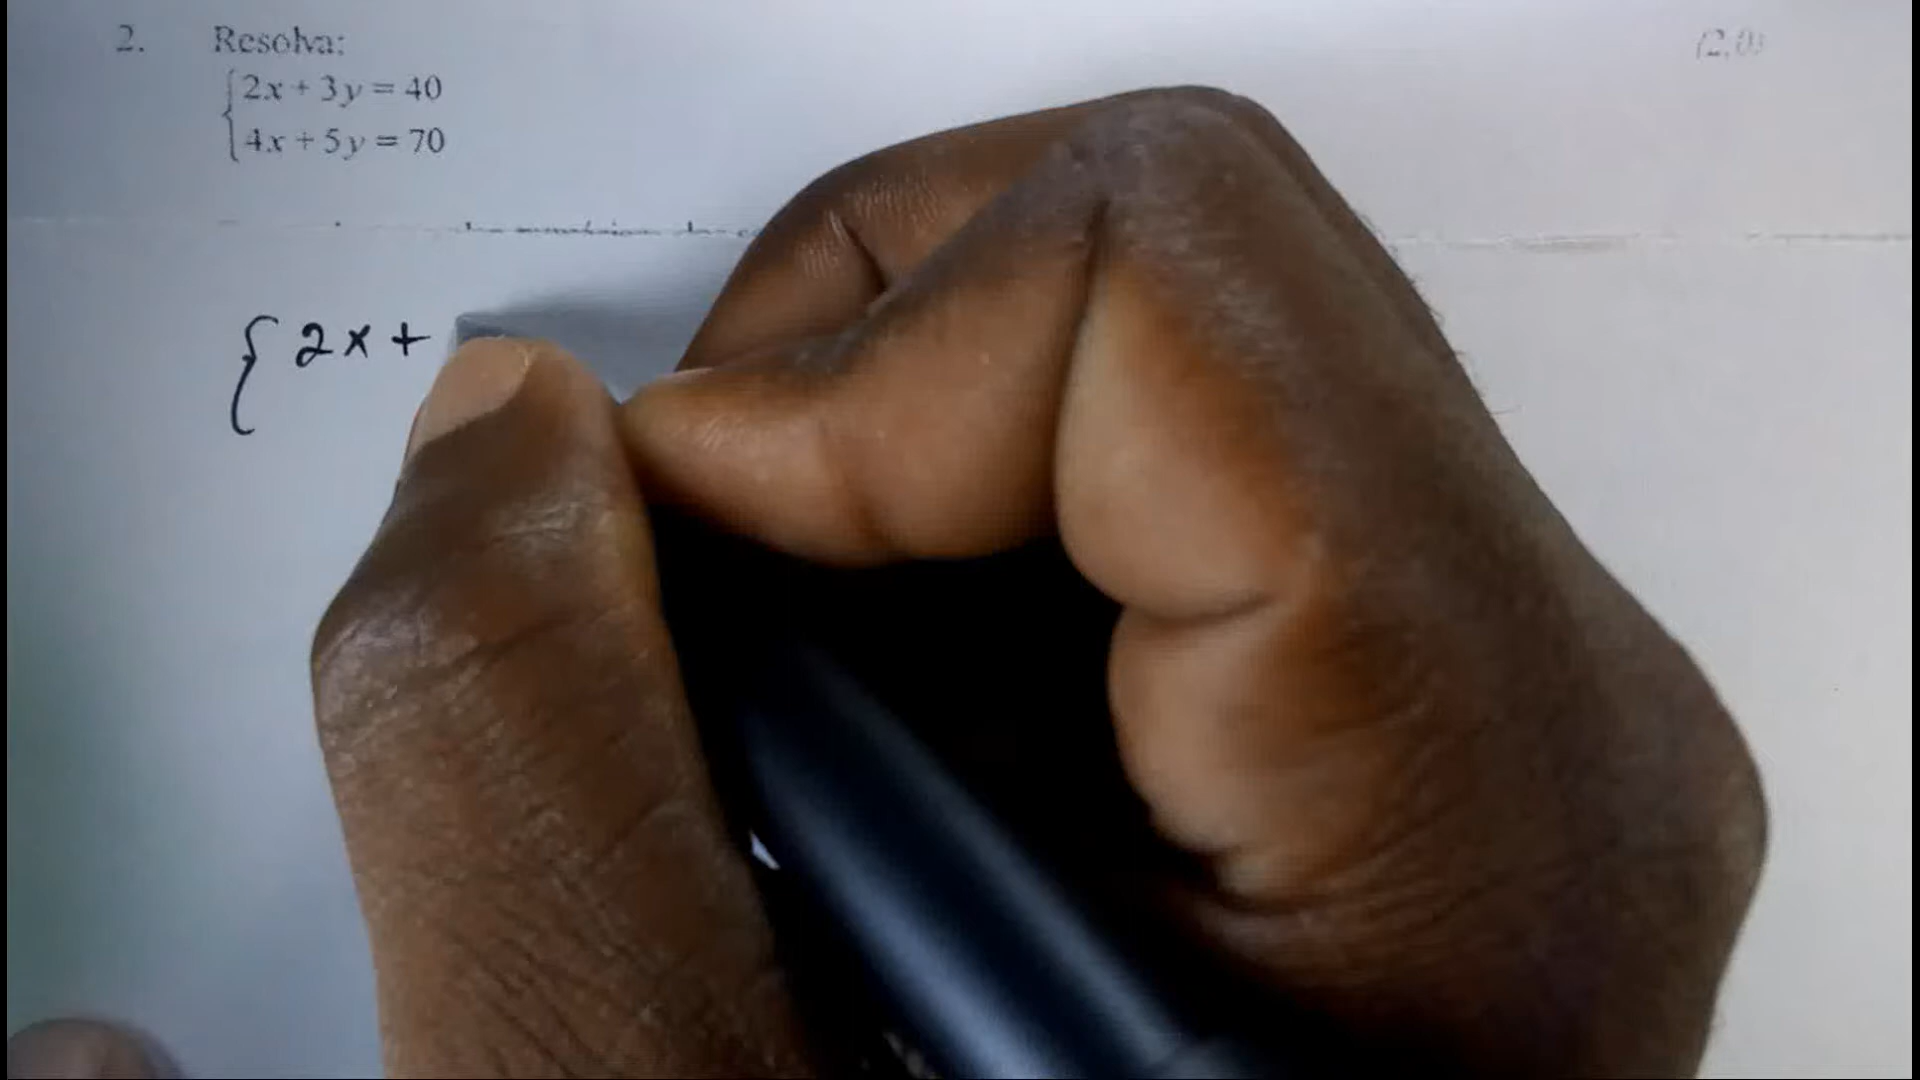 2. Resolva: (2,0)
2x + 3y = 40
4x + 5y = 70
{ 2x +